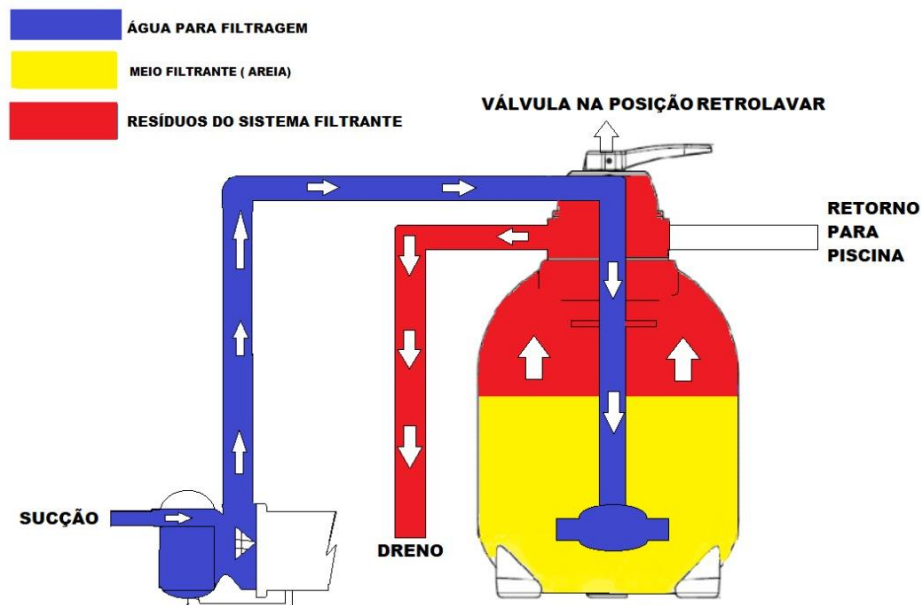 ÁGUA PARA FILTRAGEM
MEIO FILTRANTE ( AREIA)
RESÍDUOS DO SISTEMA FILTRANTE
VÁLVULA NA POSIÇÃO RETROLAVAR
RETORNO
PARA
PISCINA
SUCÇÃO
DRENO